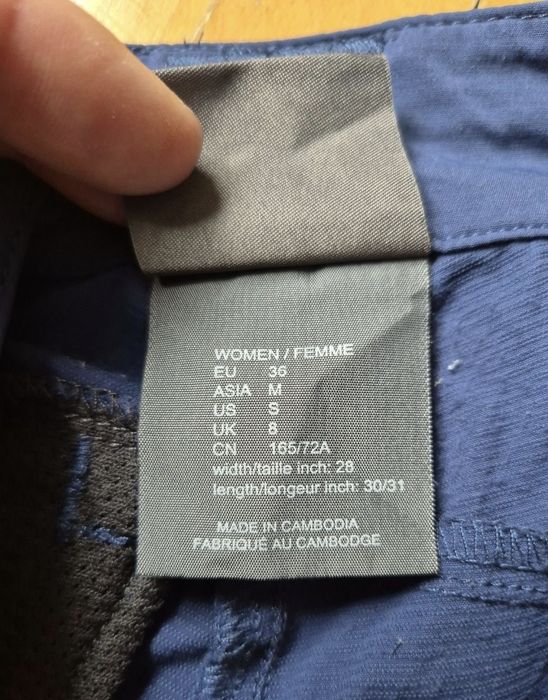 WOMEN / FEMME
EU 36
ASIA M
US S
UK 8
CN 165/72A
width/taille inch: 28
length/longeur inch: 30/31
MADE IN CAMBODIA
FABRIQUÉ AU CAMBODGE